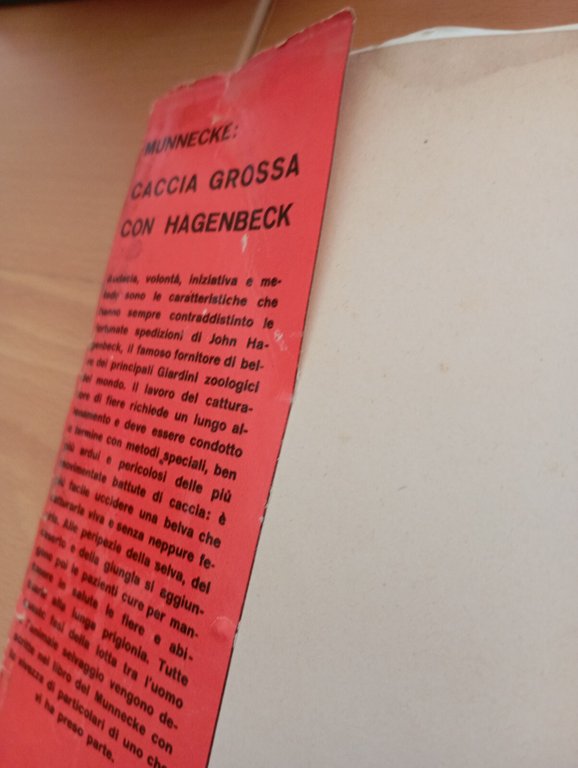 MUNNECKE:
CACCIA GROSSA
CON HAGENBECK
Audacia, volontà, iniziativa e me-
sono le caratteristiche che
hanno sempre contraddistinto le
fortunate spedizioni di John Ha-
genbeck, il famoso fornitore di bel-
ve dei principali Giardini zoologici
del mondo. Il lavoro del cattura-
tore di fiere richiede un lungo al-
lenamento e deve essere condotto
a termine con metodi speciali, ben
più ardui e pericolosi delle più
movimentate battute di caccia: è
più facile uccidere una belva che
catturarla viva e senza neppure fe-
rirla. Alle peripezie della selva, del
deserto e della giungla si aggiun-
gono poi le pazienti cure per man-
tenere in salute le fiere e abi-
tuarle alla lunga prigionia. Tutte
queste fasi della lotta tra l'uomo
e l'animale selvaggio vengono de-
scritte nel libro del Munnecke con
vivezza di particolari di uno che
vi ha preso parte.